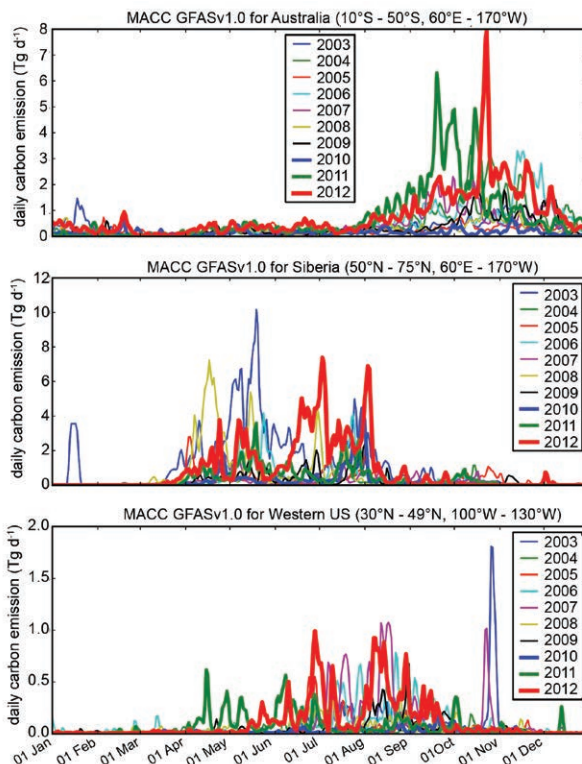 MACC GFASv1.0 for Australia (10°S - 50°S, 60°E - 170°W)
daily carbon emission (Tg d⁻¹)
8
7
6
5
4
3
2
1
0
2003
2004
2005
2006
2007
2008
2009
2010
2011
2012
MACC GFASv1.0 for Siberia (50°N - 75°N, 60°E - 170°W)
daily carbon emission (Tg d⁻¹)
12
10
8
6
4
2
0
2003
2004
2005
2006
2007
2008
2009
2010
2011
2012
MACC GFASv1.0 for Western US (30°N - 49°N, 100°W - 130°W)
daily carbon emission (Tg d⁻¹)
2.0
1.5
1.0
0.5
0.0
2003
2004
2005
2006
2007
2008
2009
2010
2011
2012
01 Jan
01 Feb
01 Mar
01 Apr
01 May
01 Jun
01 Jul
01 Aug
01 Sep
01 Oct
01 Nov
01 Dec